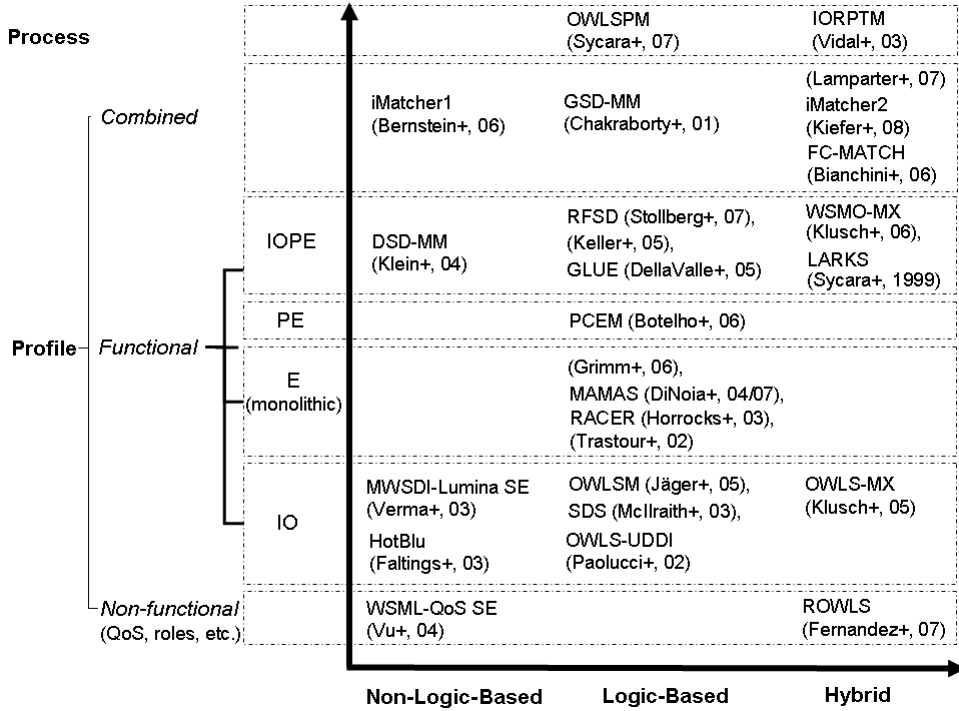 Process
OWLSPM
(Sycara+, 07)
IORPTM
(Vidal+, 03)
Combined
iMatcher1
(Bernstein+, 06)
GSD-MM
(Chakraborty+, 01)
(Lamparter+, 07)
iMatcher2
(Kiefer+, 08)
FC-MATCH
(Bianchini+, 06)
Profile
Functional
IOPE
DSD-MM
(Klein+, 04)
RFSD (Stollberg+, 07),
(Keller+, 05),
GLUE (DellaValle+, 05)
WSMO-MX
(Klusch+, 06),
LARKS
(Sycara+, 1999)
PE
PCEM (Botelho+, 06)
E
(monolithic)
(Grimm+, 06),
MAMAS (DiNoia+, 04/07),
RACER (Horrocks+, 03),
(Trastour+, 02)
IO
MWSDI-Lumina SE
(Verma+, 03)
HotBlu
(Faltings+, 03)
OWLSM (Jäger+, 05),
SDS (McIlraith+, 03),
OWLS-UDDI
(Paolucci+, 02)
OWLS-MX
(Klusch+, 05)
Non-functional
(QoS, roles, etc.)
WSML-QoS SE
(Vu+, 04)
ROWLS
(Fernandez+, 07)
Non-Logic-Based
Logic-Based
Hybrid